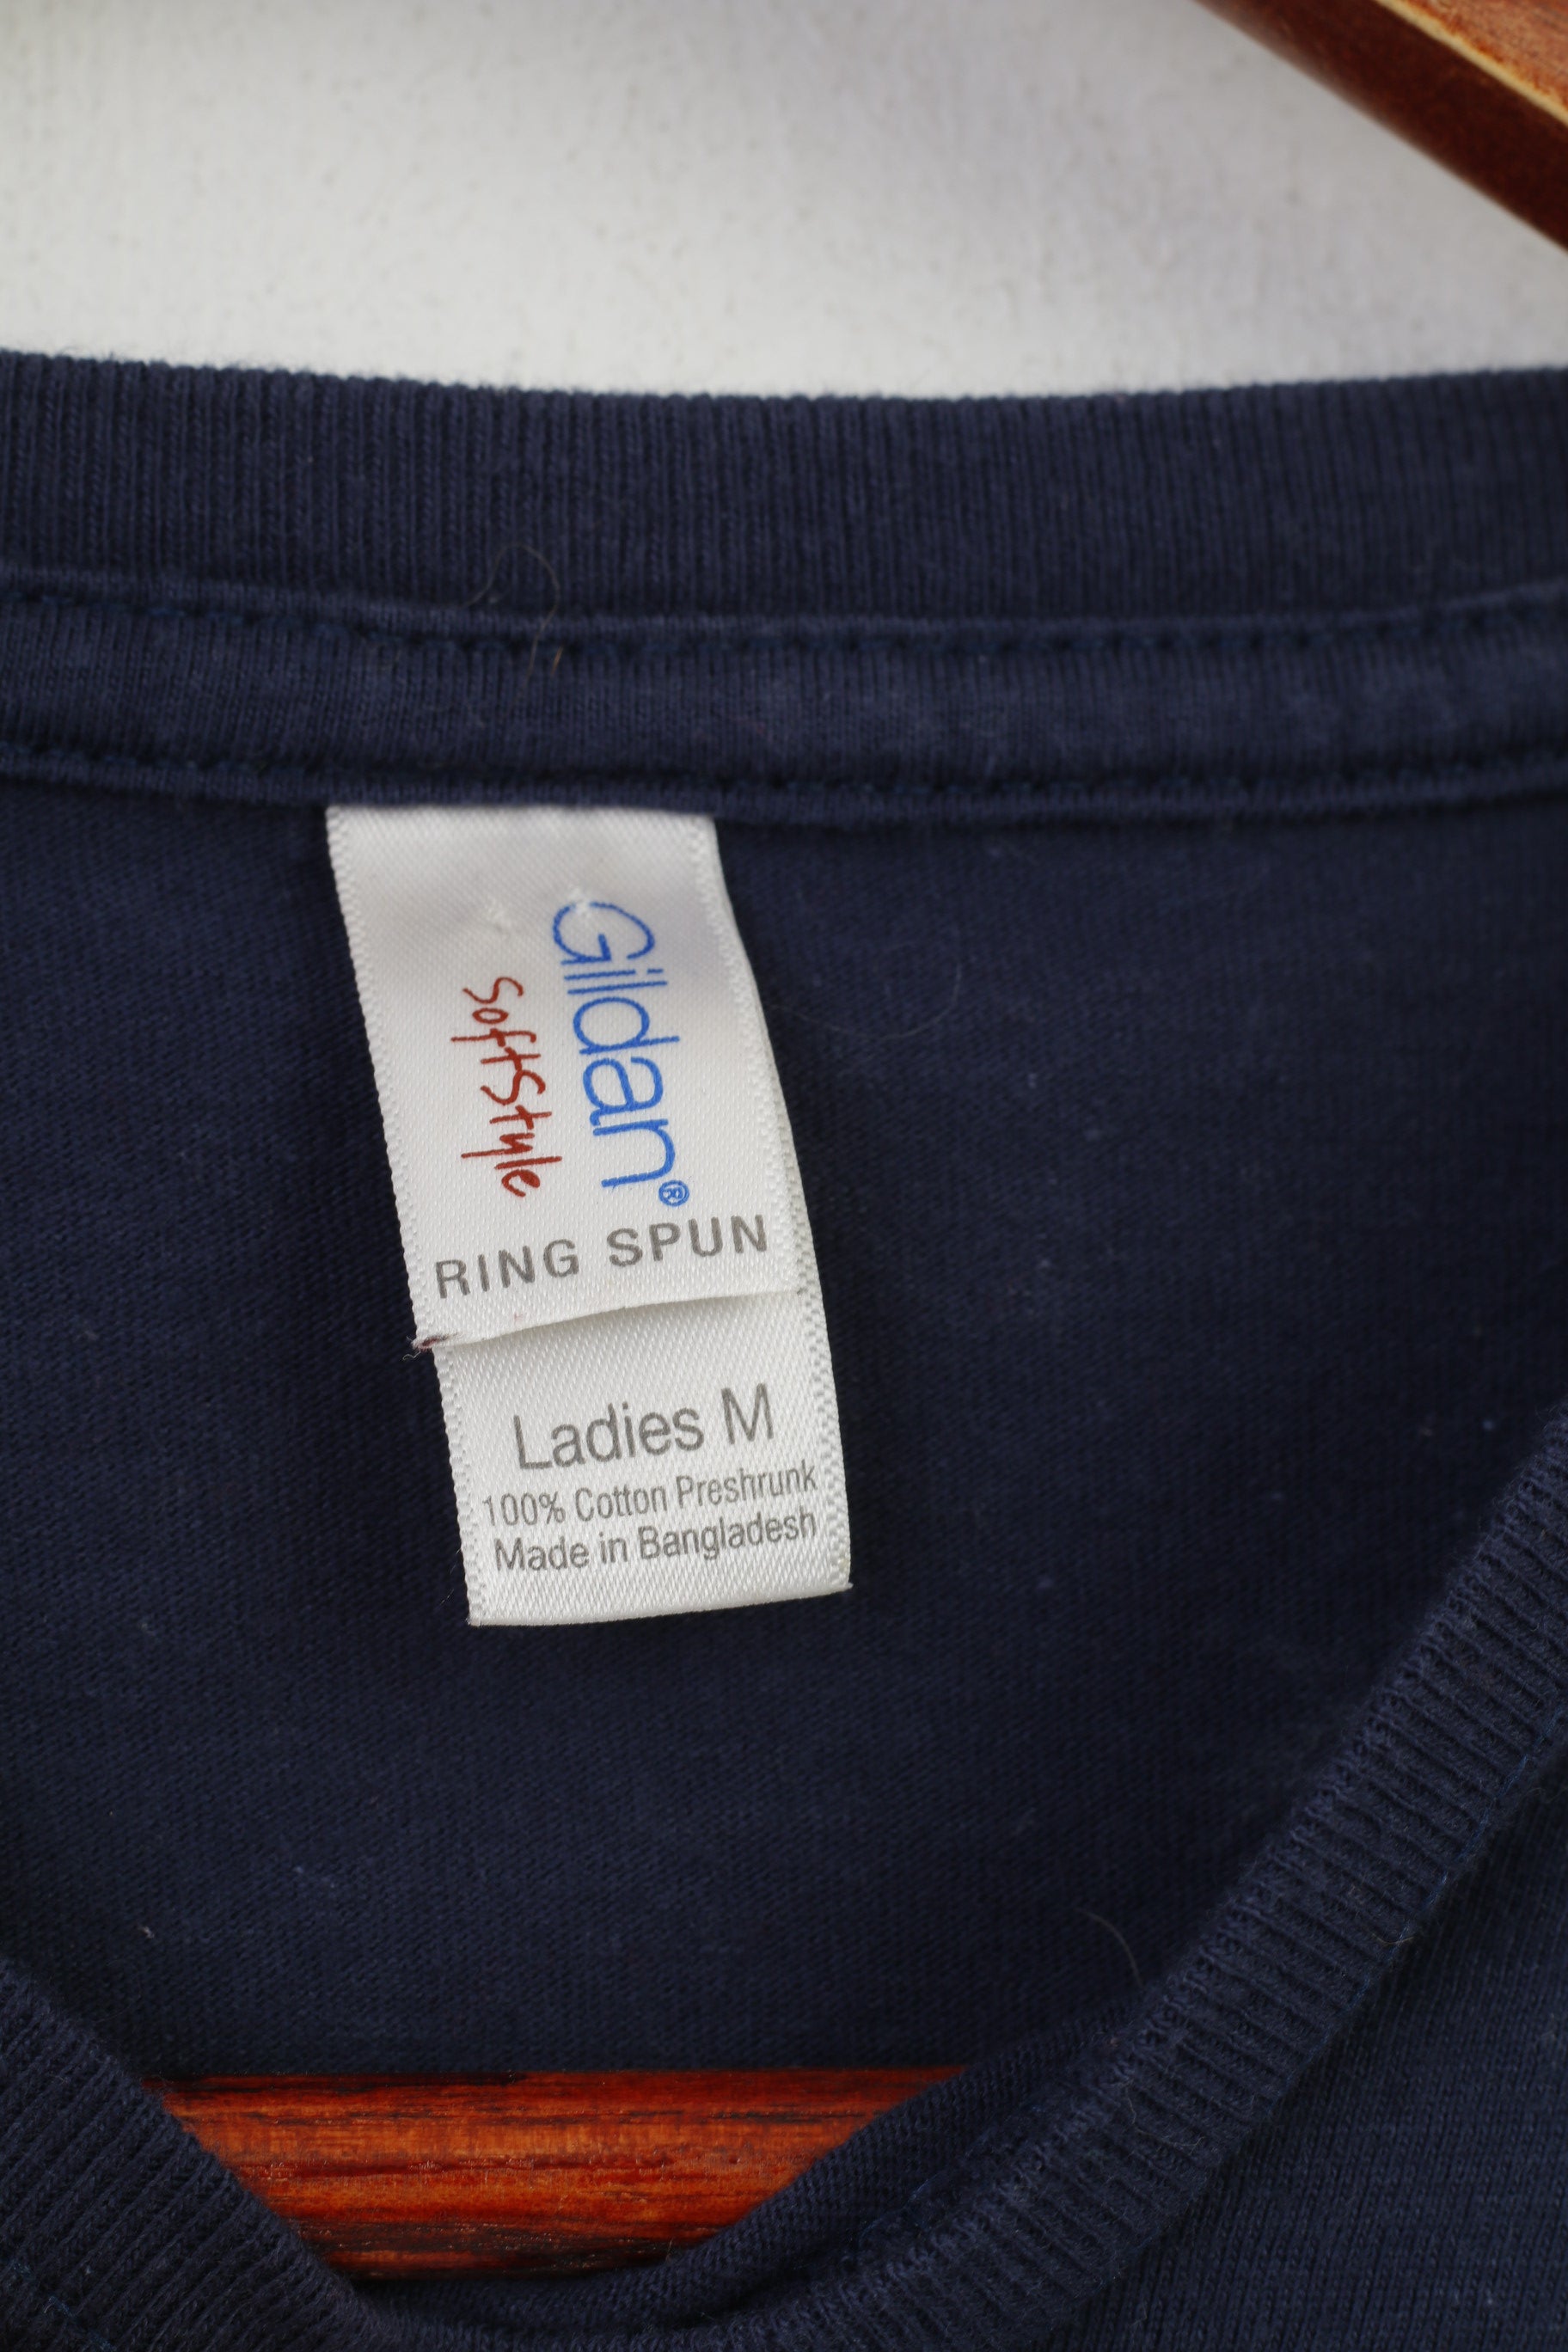 Gildan®
SoftStyle
RING SPUN
Ladies M
100% Cotton Preshrunk
Made in Bangladesh